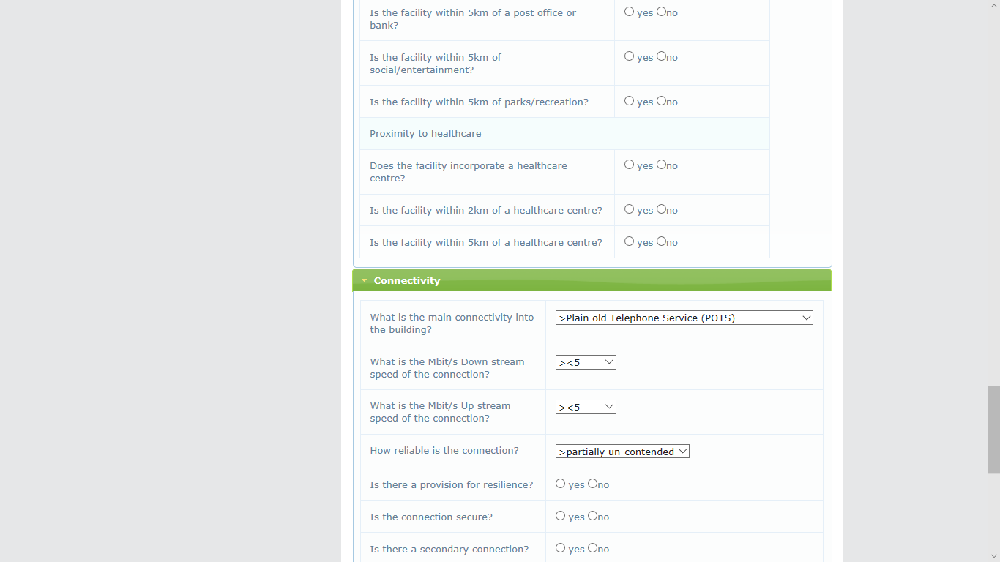 Is the facility within 5km of a post office or
bank?
yes no
Is the facility within 5km of
social/entertainment?
yes no
Is the facility within 5km of parks/recreation?
yes no
Proximity to healthcare
Does the facility incorporate a healthcare
centre?
yes no
Is the facility within 2km of a healthcare centre?
yes no
Is the facility within 5km of a healthcare centre?
yes no
Connectivity
What is the main connectivity into
the building?
>Plain old Telephone Service (POTS)
What is the Mbit/s Down stream
speed of the connection?
><5
What is the Mbit/s Up stream
speed of the connection?
><5
How reliable is the connection?
>partially un-contended
Is there a provision for resilience?
yes no
Is the connection secure?
yes no
Is there a secondary connection?
yes no